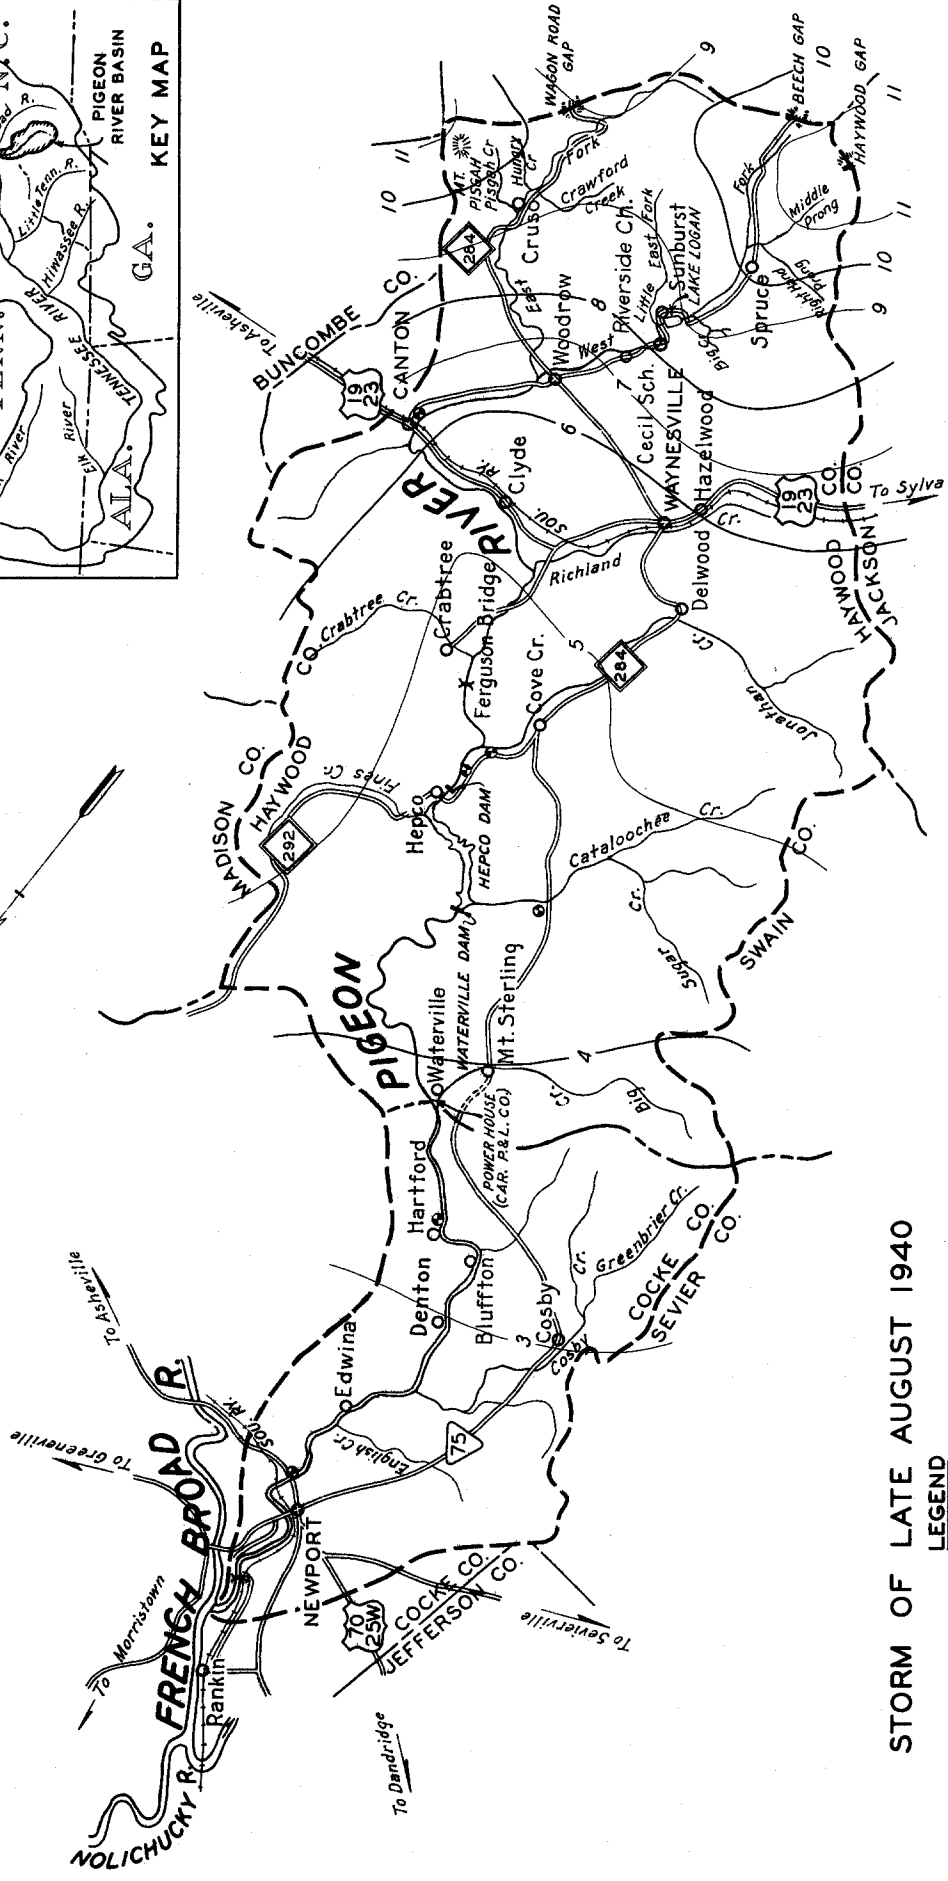 N.C.
R.
PIGEON
RIVER BASIN
KEY MAP
Little Tenn. R.
Hiwassee R.
RIVER
TENNESSEE
GA.
River
River
Elk
ALA.
STORM OF LATE AUGUST 1940
LEGEND
NOLICHUCKY R.
FRENCH BROAD R.
To Morristown
To Greeneville
To Asheville
Rankin
SOU. RY.
NEWPORT
70
25W
To Dandridge
COCKE CO.
JEFFERSON CO.
To Sevierville
English Cr.
75
Edwina
Denton
Bluffton
Hartford
3
Cosby
Cosby
Cr.
Greenbrier Cr.
COCKE CO.
SEVIER CO.
PIGEON
RIVER
Waterville
WATERVILLE DAM
POWER HOUSE
(CAR. P.& L. CO.)
Mt. Sterling
4
Big
Cr.
SWAIN
CO.
Sugar
Cr.
Cataloochee
Cr.
HEPCO DAM
Hepco
Fines Cr.
292
MADISON CO.
HAYWOOD CO.
Crabtree Cr.
Crabtree
Ferguson Bridge
Cove Cr.
5
284
Jonathan
Cr.
Delwood
Richland
Cr.
HAYWOOD CO.
JACKSON CO.
To Sylva
19
23
Hazelwood
WAYNESVILLE
SOU.
RY.
Clyde
6
CANTON
19
23
BUNCOMBE CO.
To Asheville
Cecil Sch.
7
Woodrow
West
8
Riverside Ch.
Little East Fork
Sunburst
LAKE LOGAN
Big Cr.
East
Fork
284
Cruso
Crawford
Creek
Hungry
Cr
Pisgah Cr
MT.
PISGAH
10
11
WAGON ROAD
GAP
9
Spruce
Fork
Right Hand
Prong
Middle
Prong
BEECH GAP
10
HAYWOOD GAP
11
11
10
9